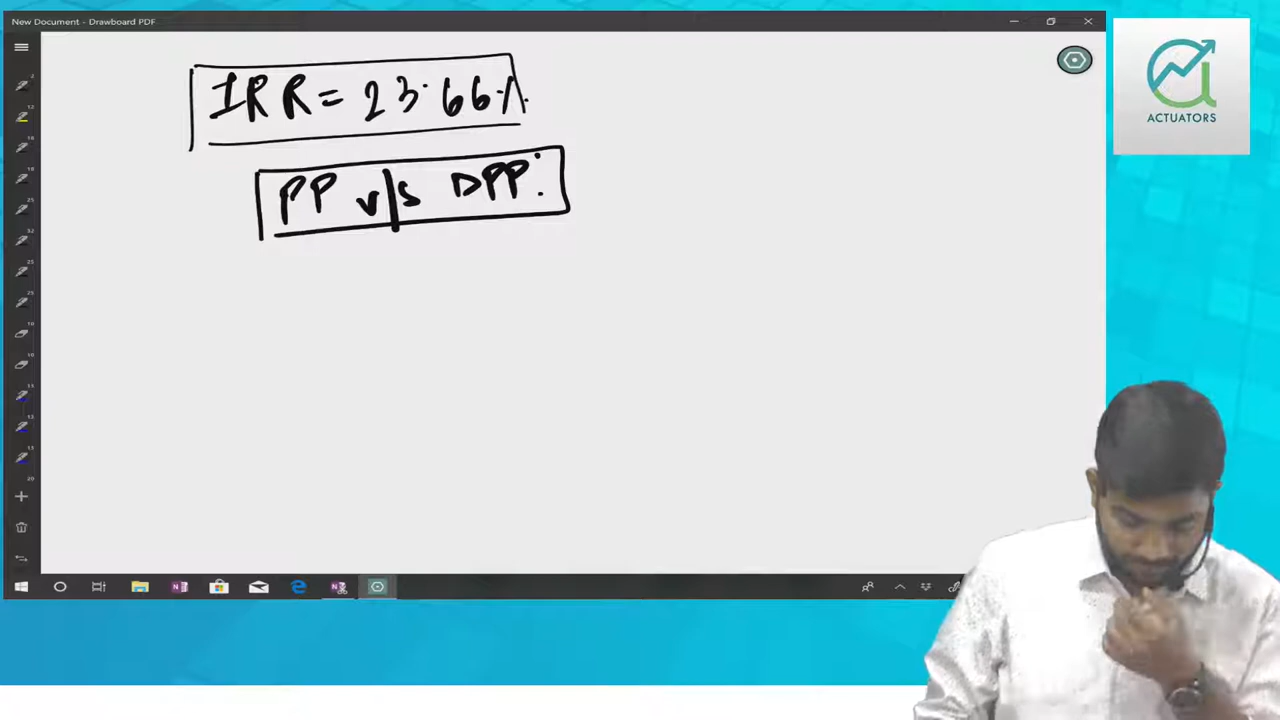 New Document - Drawboard PDF
IRR = 23.66%
PP v/s DPP:
ACTUATORS